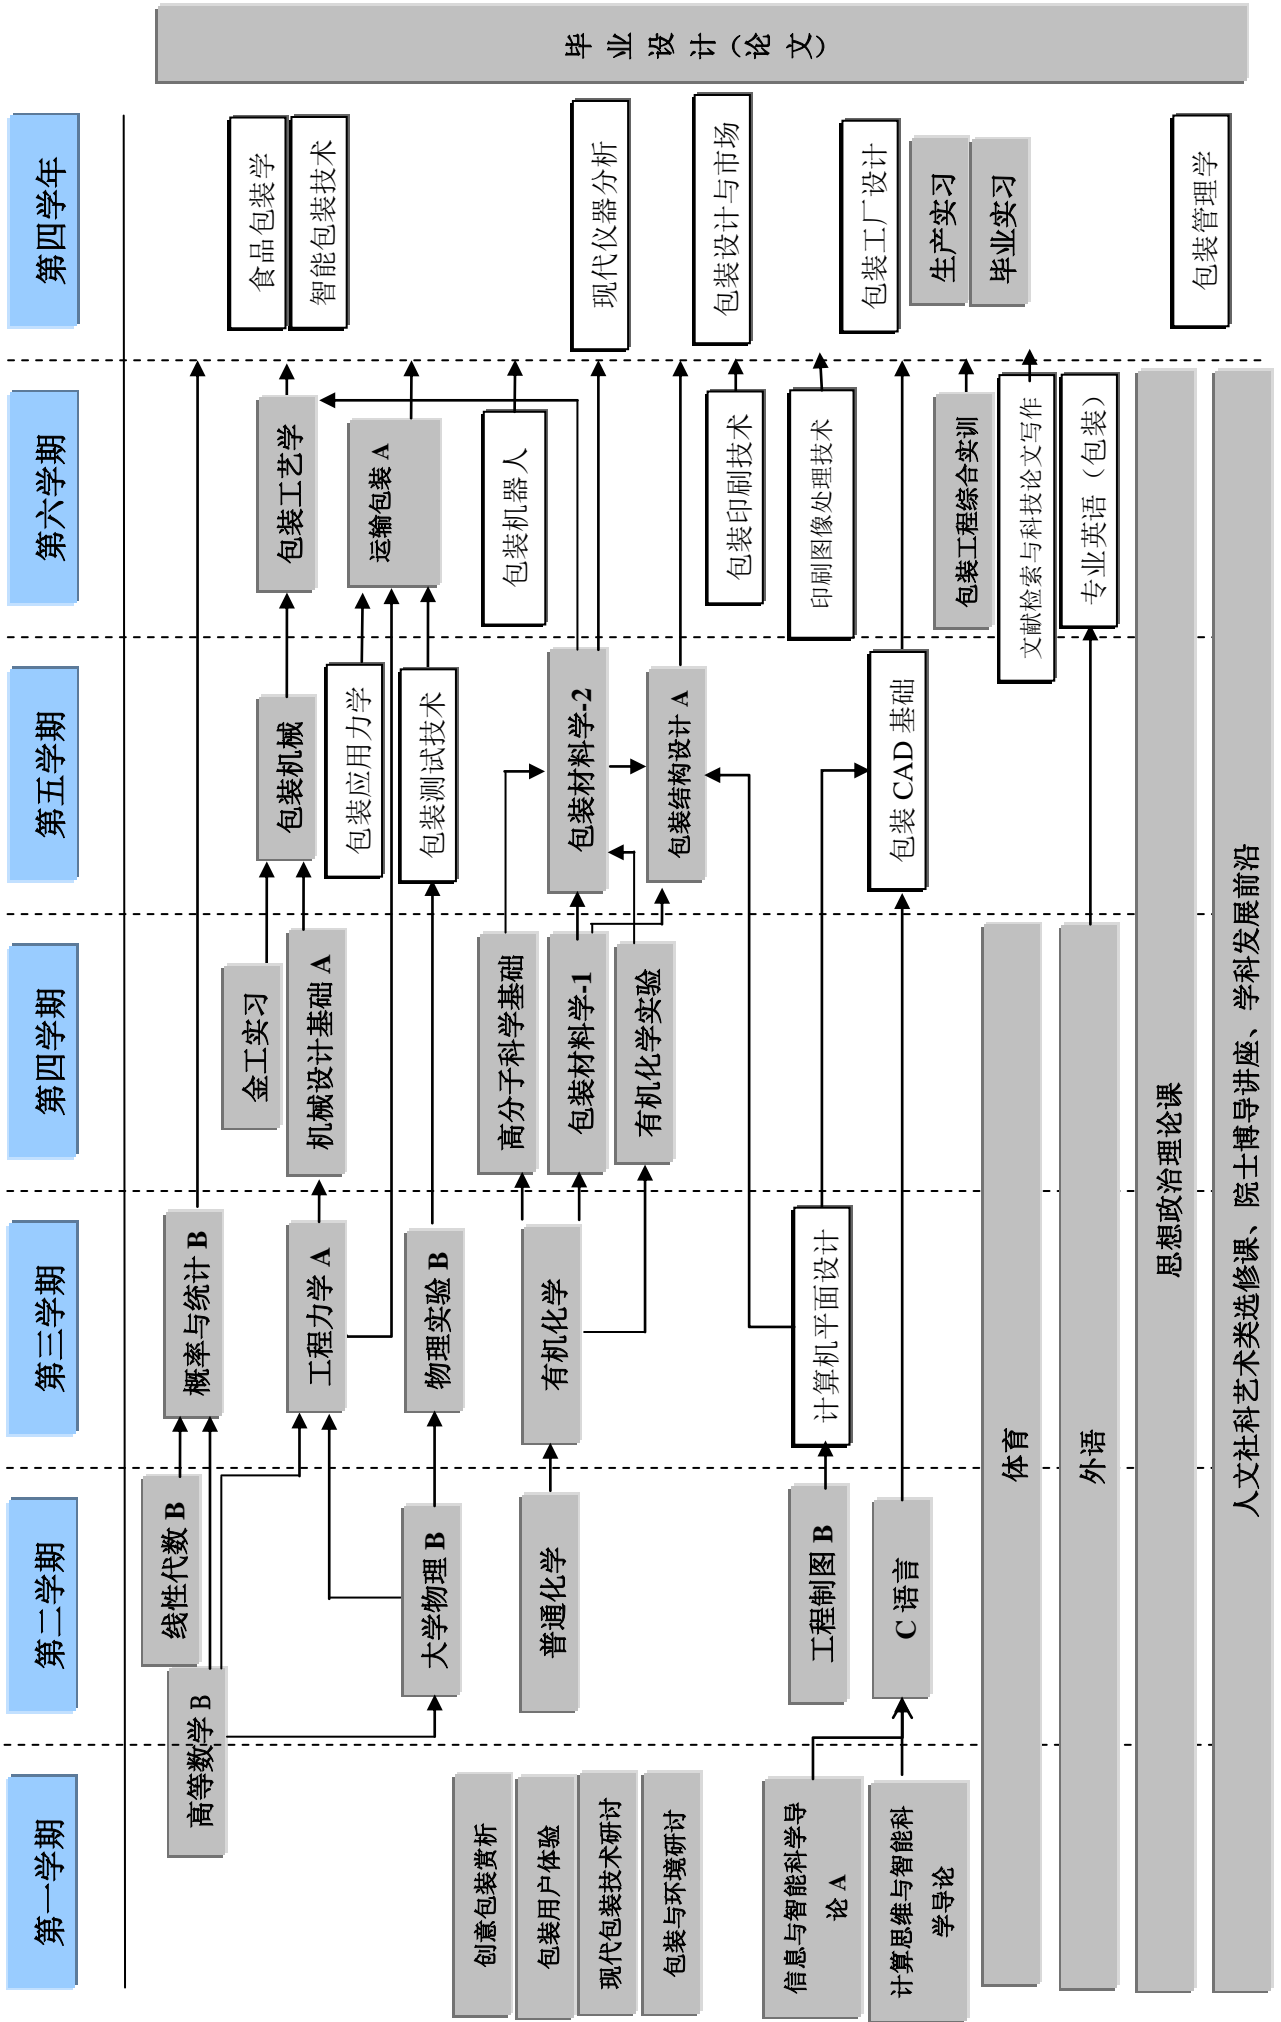 第一学期
第二学期
第三学期
第四学期
第五学期
第六学期
第四学年
线性代数 B
高等数学 B
概率与统计 B
金工实习
工程力学 A
机械设计基础 A
包装机械
包装工艺学
食品包装学
智能包装技术
包装应用力学
运输包装 A
大学物理 B
物理实验 B
包装测试技术
包装机器人
创意包装赏析
包装用户体验
现代包装技术研讨
包装与环境研讨
普通化学
有机化学
高分子科学基础
包装材料学-1
有机化学实验
包装材料学-2
包装结构设计 A
现代仪器分析
包装印刷技术
包装设计与市场
信息与智能科学导
论 A
工程制图 B
计算机平面设计
印刷图像处理技术
计算思维与智能科
学导论
C 语言
包装 CAD 基础
包装工厂设计
包装工程综合实训
生产实习
毕业实习
体育
文献检索与科技论文写作
外语
专业英语（包装）
思想政治理论课
包装管理学
人文社科艺术类选修课、院士博导讲座、学科发展前沿
毕 业 设 计（论 文）